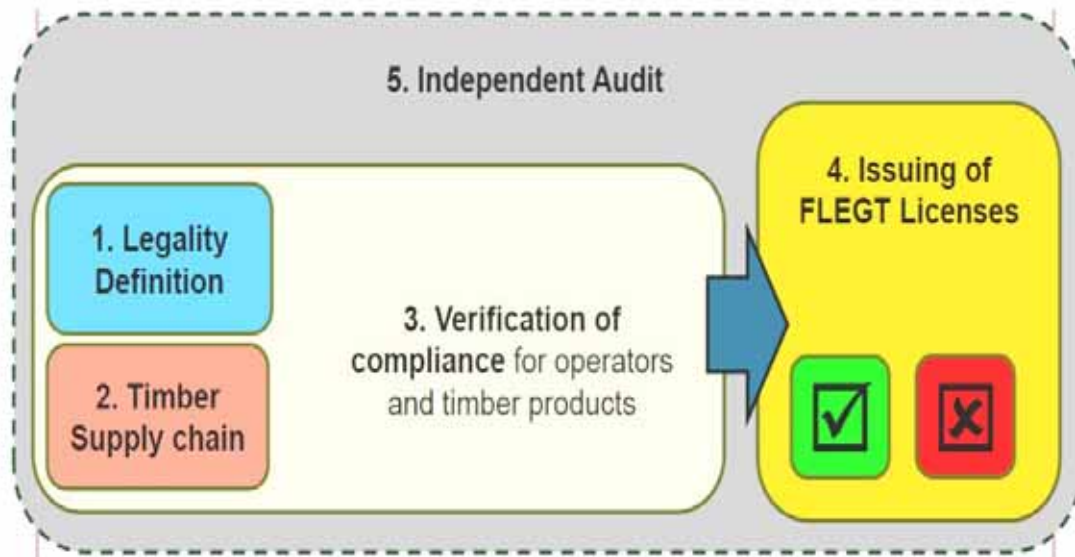 5. Independent Audit
1. Legality
Definition
2. Timber
Supply chain
3. Verification of
compliance for operators
and timber products
4. Issuing of
FLEGT Licenses